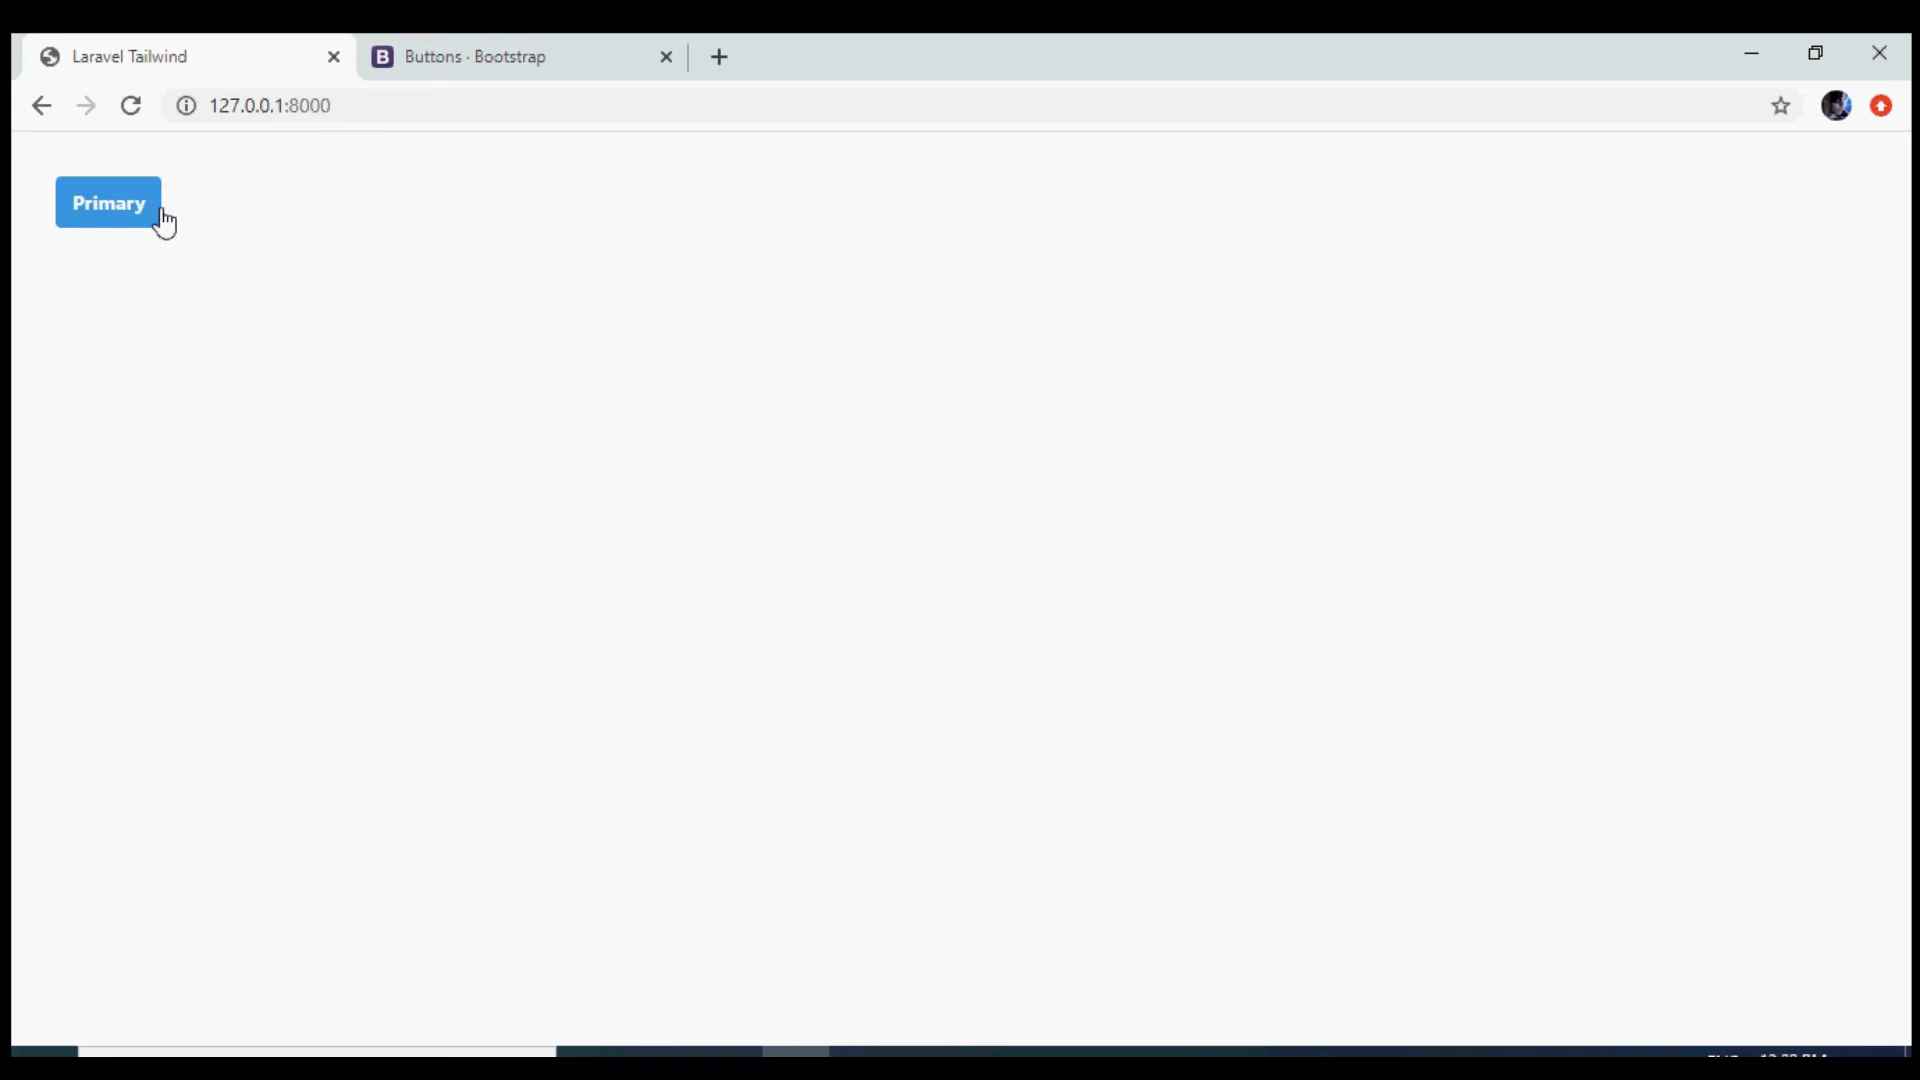 Laravel Tailwind
Buttons · Bootstrap
127.0.0.1:8000
Primary